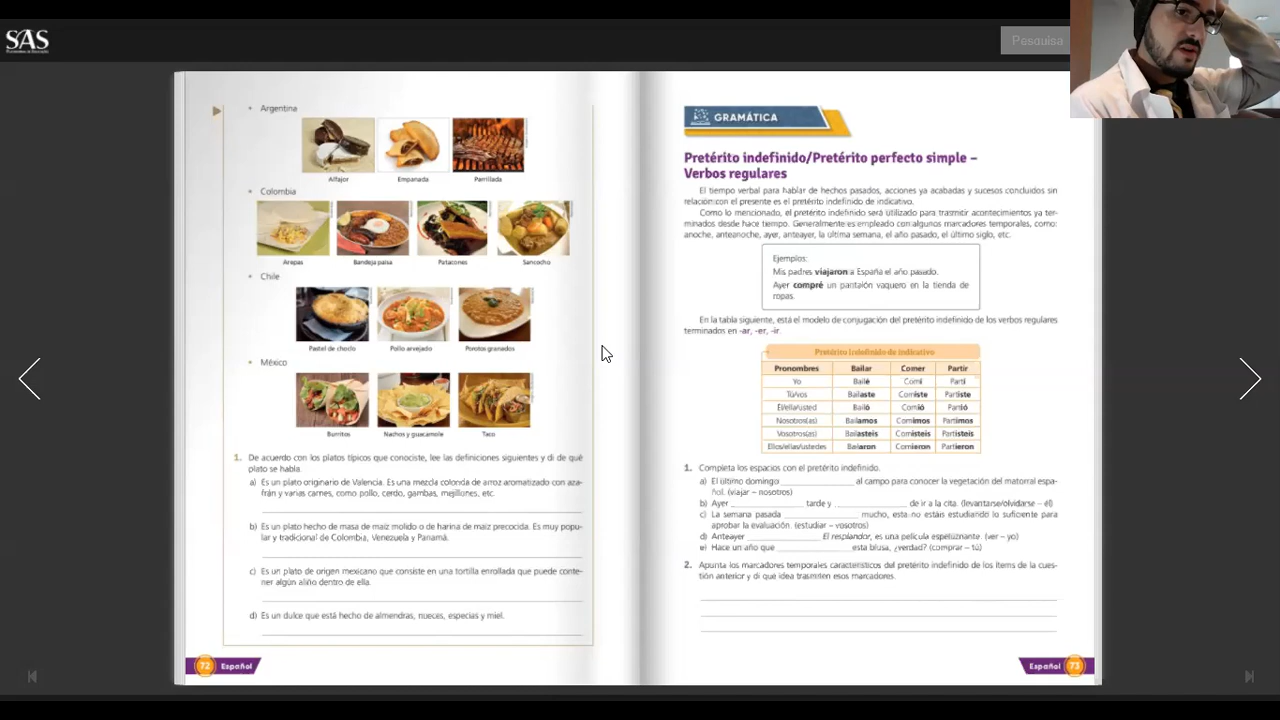 SAS
Pesquisa
• Argentina
Alfajor
Empanada
Parrillada
• Colombia
Arepas
Bandeja paisa
Patacones
Sancocho
• Chile
Pastel de choclo
Pollo arvejado
Porotos granados
• México
Burritos
Nachos y guacamole
Taco
1. De acuerdo con los platos típicos que conociste, lee las definiciones siguientes y di de qué
plato se habla.
a) Es un plato originario de Valencia. Es una mezcla colorida de arroz aromatizado con aza-
frán y varias carnes, como pollo, cerdo, gambas, mejillones, etc.
b) Es un plato hecho de masa de maíz molido o de harina de maíz precocida. Es muy popu-
lar y tradicional de Colombia, Venezuela y Panamá.
c) Es un plato de origen mexicano que consiste en una tortilla enrollada que puede conte-
ner algún aliño dentro de ella.
d) Es un dulce que está hecho de almendras, nueces, especias y miel.
72 Español
GRAMÁTICA
Pretérito indefinido/Pretérito perfecto simple –
Verbos regulares
El tiempo verbal para hablar de hechos pasados, acciones ya acabadas y sucesos concluidos sin
relación con el presente es el pretérito indefinido de indicativo.
Como lo mencionado, el pretérito indefinido será utilizado para trasmitir acontecimientos ya ter-
minados desde hace tiempo. Generalmente es empleado con algunos marcadores temporales, como:
anoche, anteanoche, ayer, anteayer, la última semana, el año pasado, el último siglo, etc.
Ejemplos:
Mis padres viajaron a España el año pasado.
Ayer compré un pantalón vaquero en la tienda de
ropas.
En la tabla siguiente, está el modelo de conjugación del pretérito indefinido de los verbos regulares
terminados en -ar, -er, -ir.
Pretérito indefinido de indicativo
Pronombres Bailar Comer Partir
Yo Bailé Comí Partí
Tú/vos Bailaste Comiste Partiste
Él/ella/usted Bailó Comió Partió
Nosotros(as) Bailamos Comimos Partimos
Vosotros(as) Bailasteis Comisteis Partisteis
Ellos/ellas/ustedes Bailaron Comieron Partieron
1. Completa los espacios con el pretérito indefinido.
a) El último domingo ____________ al campo para conocer la vegetación del matorral espa-
ñol. (viajar – nosotros)
b) Ayer ____________ tarde y ____________ de ir a la cita. (levantarse/olvidarse – él)
c) La semana pasada ____________ mucho, esta no estáis estudiando lo suficiente para
aprobar la evaluación. (estudiar – vosotros)
d) Anteayer ____________ El resplandor, es una película espeluznante. (ver – yo)
e) Hace un año que ____________ esta blusa, ¿verdad? (comprar – tú)
2. Apunta los marcadores temporales característicos del pretérito indefinido de los ítems de la cues-
tión anterior y di que idea trasmiten esos marcadores.
Español 73